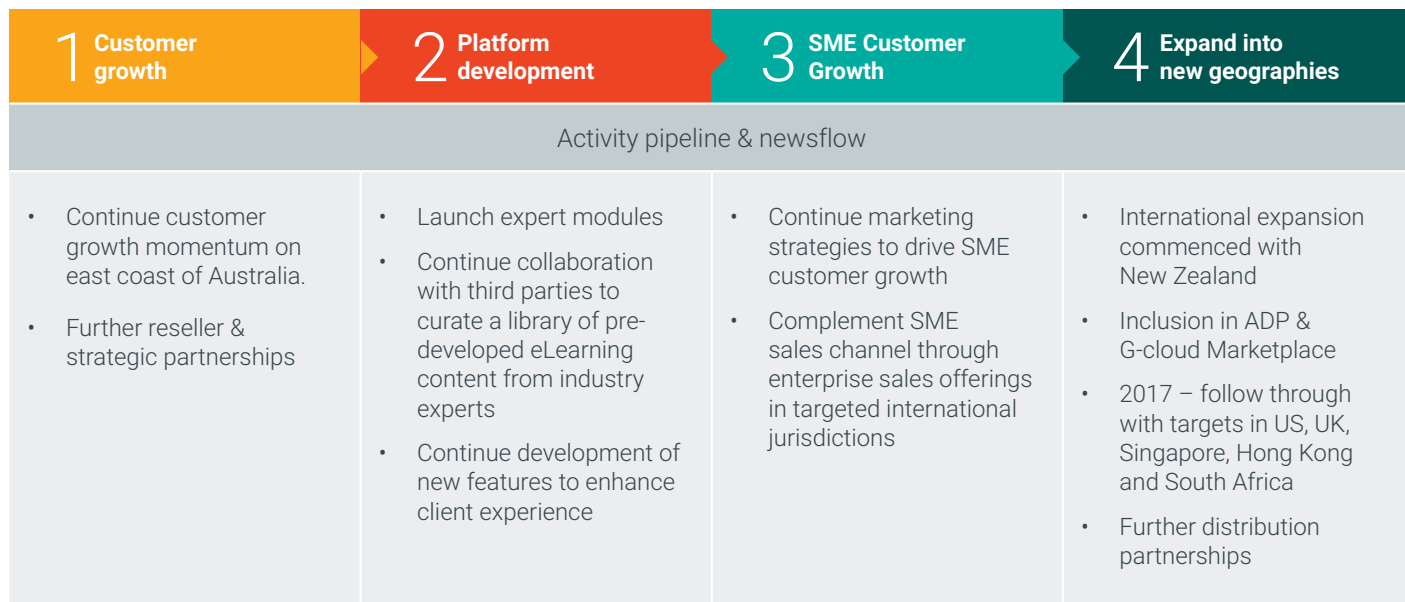 1 Customer
growth
2 Platform
development
3 SME Customer
Growth
4 Expand into
new geographies
Activity pipeline & newsflow
• Continue customer
growth momentum on
east coast of Australia.
• Further reseller &
strategic partnerships
• Launch expert modules
• Continue collaboration
with third parties to
curate a library of pre-
developed eLearning
content from industry
experts
• Continue development of
new features to enhance
client experience
• Continue marketing
strategies to drive SME
customer growth
• Complement SME
sales channel through
enterprise sales offerings
in targeted international
jurisdictions
• International expansion
commenced with
New Zealand
• Inclusion in ADP &
G-cloud Marketplace
• 2017 – follow through
with targets in US, UK,
Singapore, Hong Kong
and South Africa
• Further distribution
partnerships